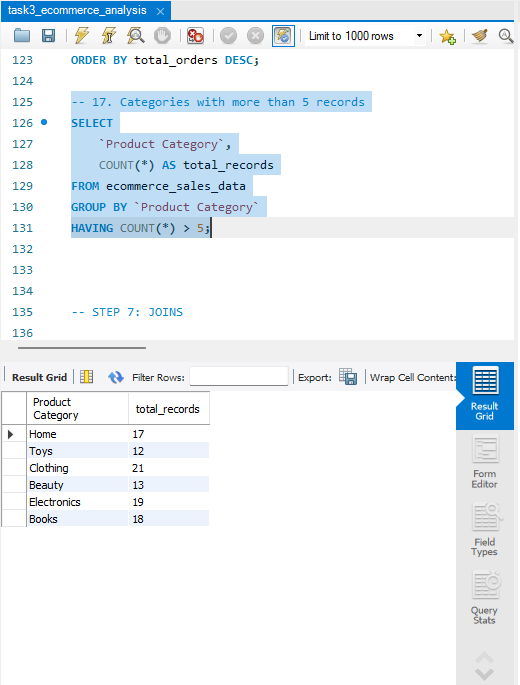 task3_ecommerce_analysis ×
Limit to 1000 rows
123 ORDER BY total_orders DESC;
124
125 -- 17. Categories with more than 5 records
126 SELECT
127 `Product Category`,
128 COUNT(*) AS total_records
129 FROM ecommerce_sales_data
130 GROUP BY `Product Category`
131 HAVING COUNT(*) > 5;
132
133
134
135 -- STEP 7: JOINS
136
Result Grid Filter Rows: Export: Wrap Cell Content:
Product Category total_records
Home 17
Toys 12
Clothing 21
Beauty 13
Electronics 19
Books 18
Result Grid
Form Editor
Field Types
Query Stats